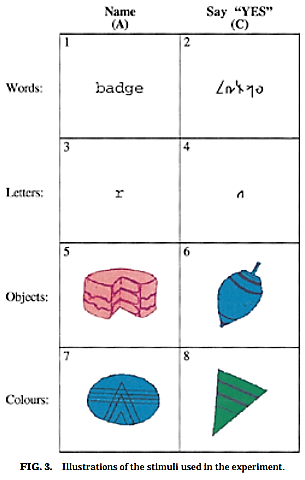 Name Say "YES"
(A) (C)
1 2
Words: badge
3 4
Letters: r
5 6
Objects:
7 8
Colours:
FIG. 3. Illustrations of the stimuli used in the experiment.